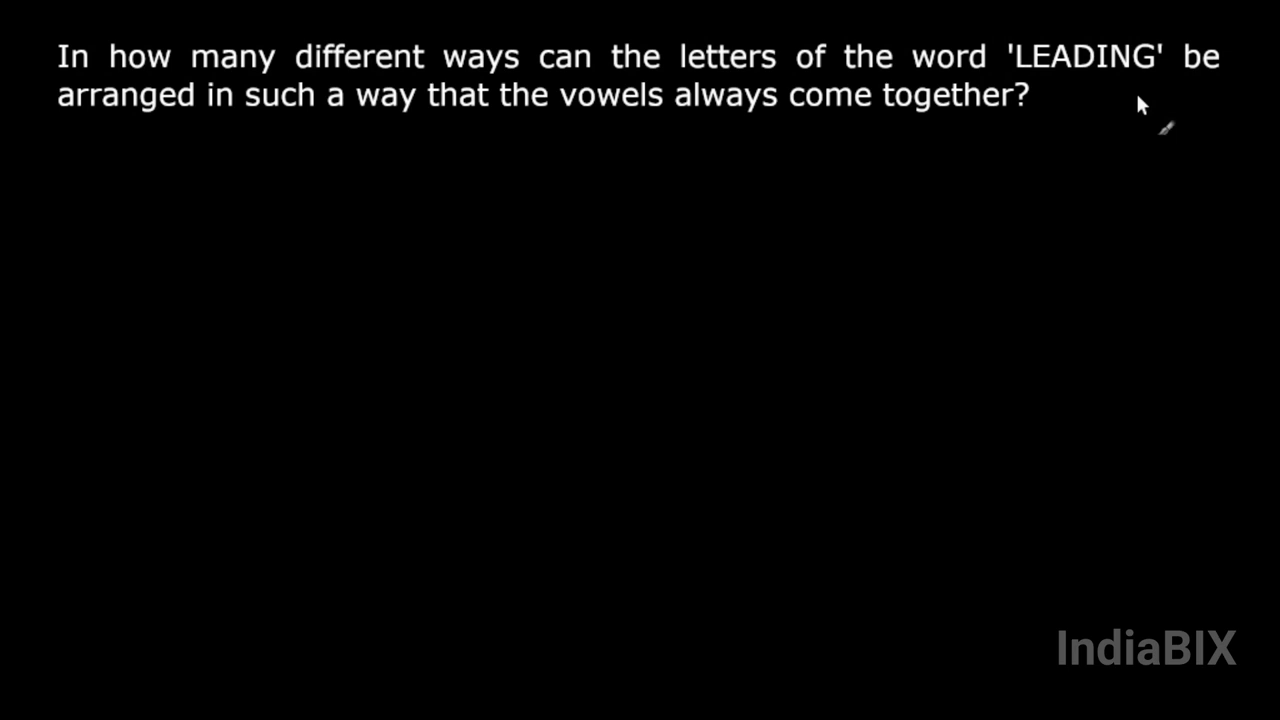 In how many different ways can the letters of the word 'LEADING' be
arranged in such a way that the vowels always come together?
IndiaBIX